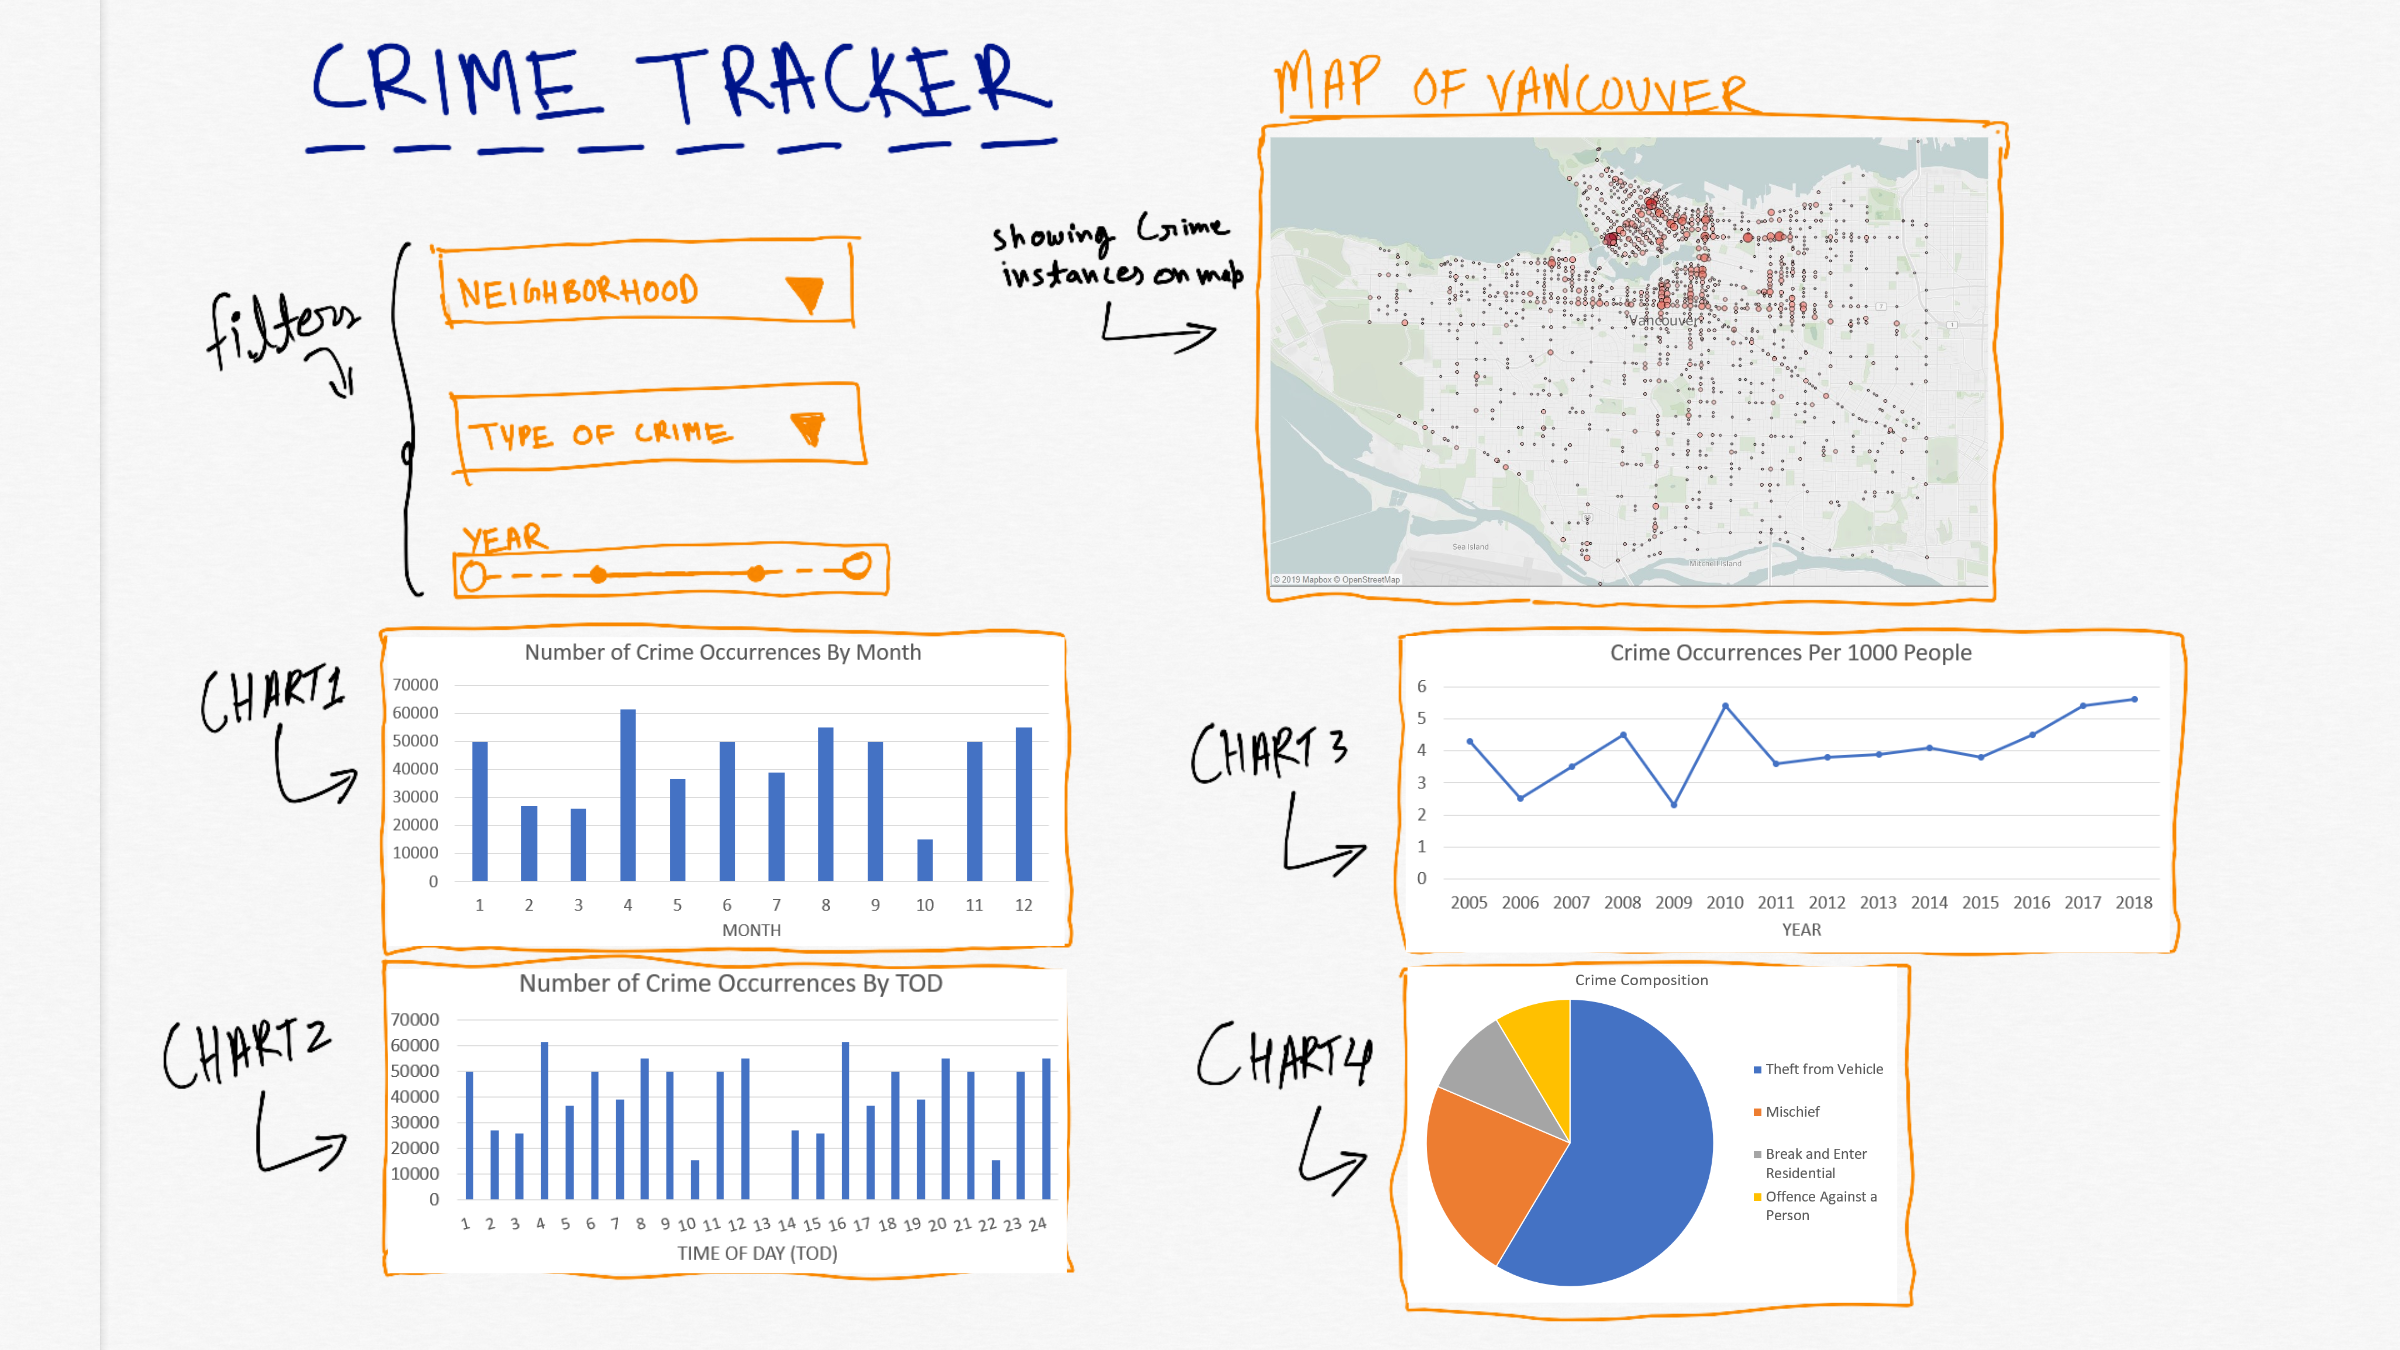 CRIME TRACKER
MAP OF VANCOUVER
filters
NEIGHBORHOOD
TYPE OF CRIME
YEAR
showing Crime
instances on map
Vancouver
Sea Island
Mitchell Island
7
1
© 2019 Mapbox © OpenStreetMap
CHART1
Number of Crime Occurrences By Month
70000
60000
50000
40000
30000
20000
10000
0
1 2 3 4 5 6 7 8 9 10 11 12
MONTH
CHART2
Number of Crime Occurrences By TOD
70000
60000
50000
40000
30000
20000
10000
0
1 2 3 4 5 6 7 8 9 10 11 12 13 14 15 16 17 18 19 20 21 22 23 24
TIME OF DAY (TOD)
CHART 3
Crime Occurrences Per 1000 People
6
5
4
3
2
1
0
2005 2006 2007 2008 2009 2010 2011 2012 2013 2014 2015 2016 2017 2018
YEAR
CHART4
Crime Composition
Theft from Vehicle
Mischief
Break and Enter
Residential
Offence Against a
Person